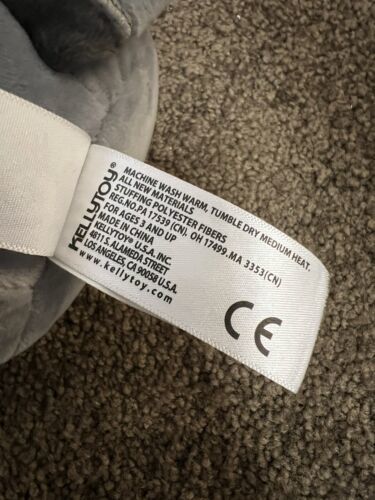 KELLYTOY®
MACHINE WASH WARM, TUMBLE DRY MEDIUM HEAT.
ALL NEW MATERIALS
STUFFING POLYESTER FIBERS
REG.NO.PA 17539 (CN), OH 17499, MA 3353(CN)
FOR AGES 3 AND UP
MADE IN CHINA
KELLYTOY® U.S.A., INC.
4811 S. ALAMEDA STREET
LOS ANGELES, CA 90058 U.S.A.
www.kellytoy.com
CE